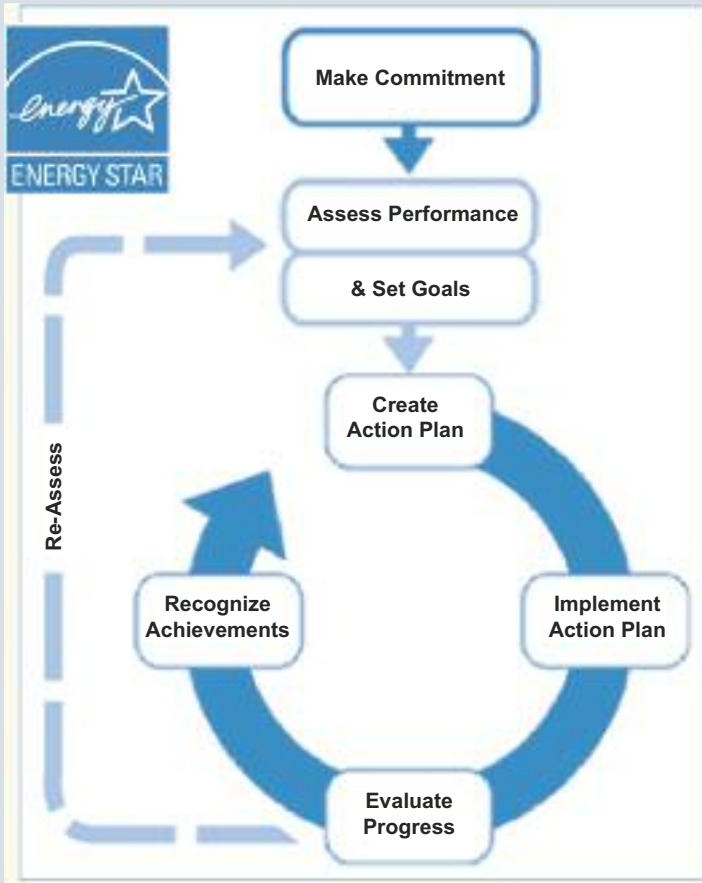 energy
ENERGY STAR
Make Commitment
Assess Performance
& Set Goals
Create
Action Plan
Re-Assess
Recognize
Achievements
Implement
Action Plan
Evaluate
Progress